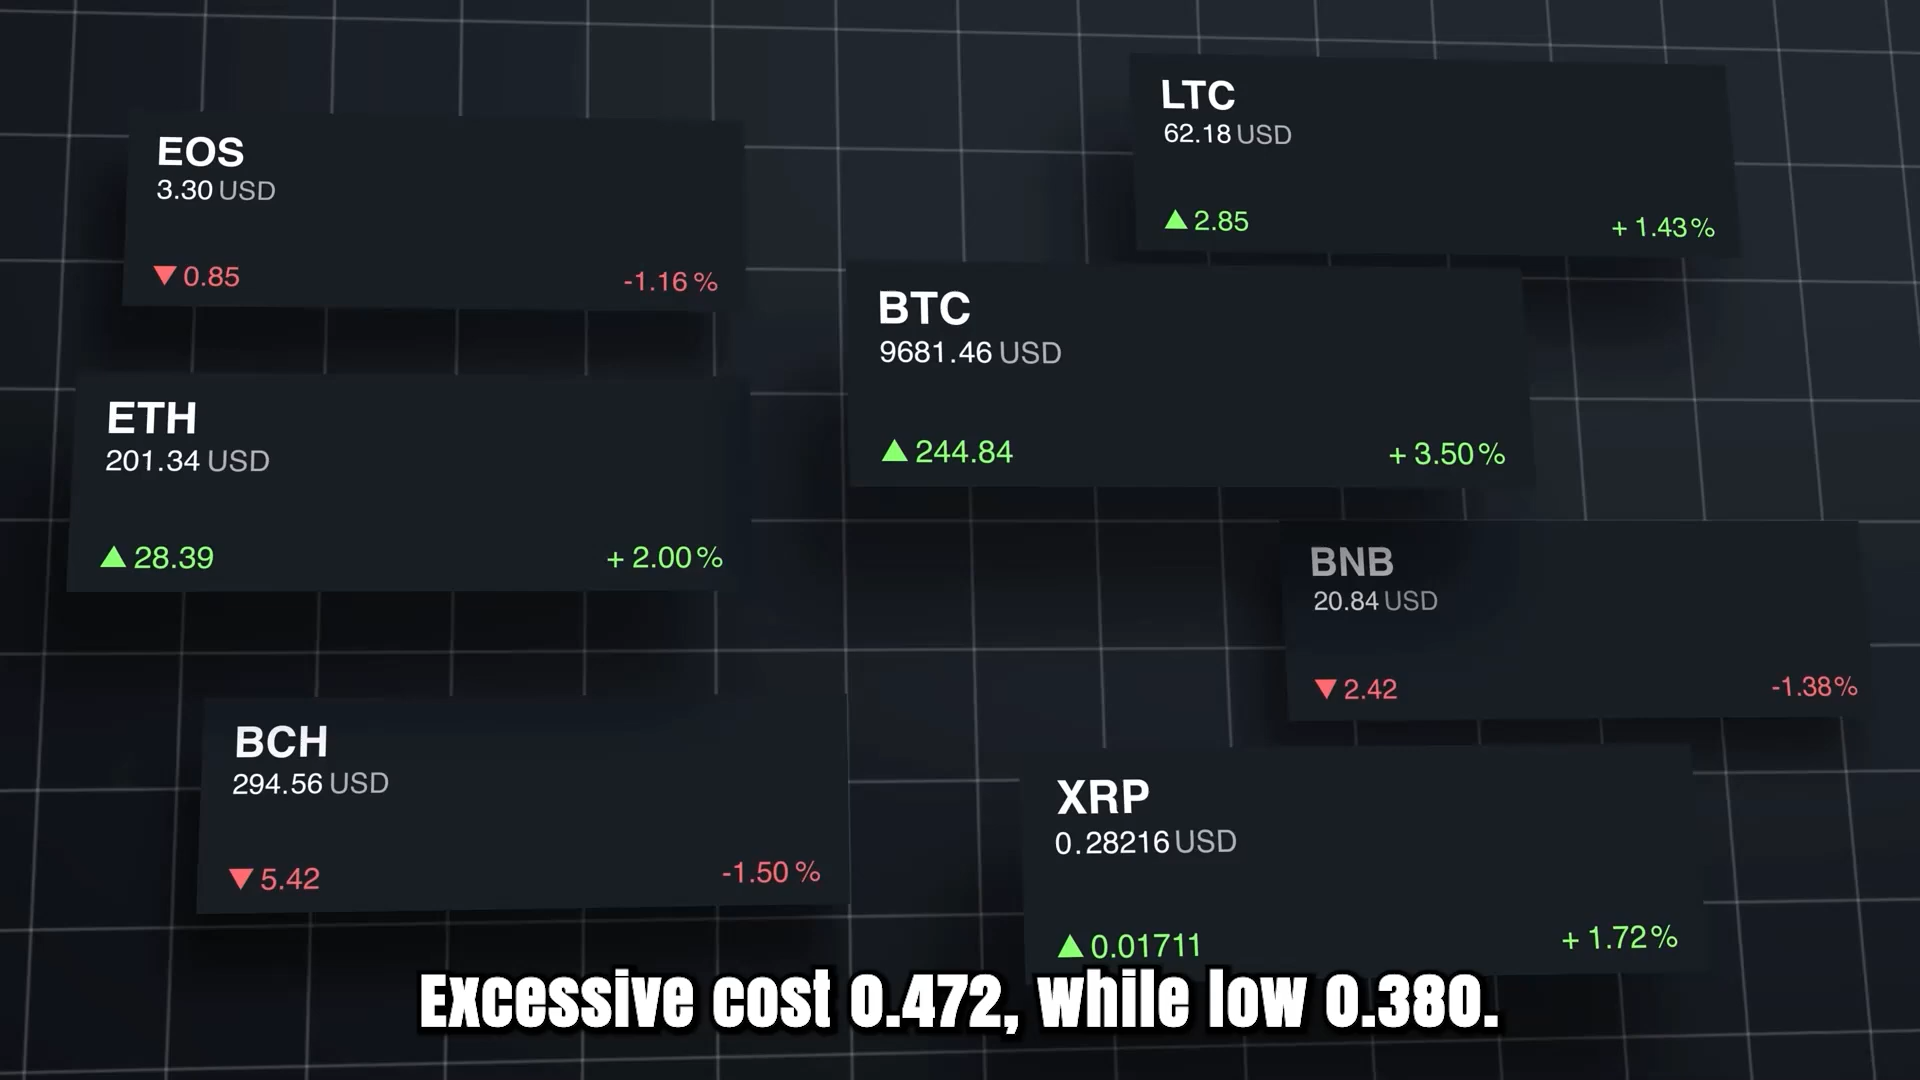 EOS
3.30 USD
▼ 0.85 -1.16 %
LTC
62.18 USD
▲ 2.85 + 1.43%
BTC
9681.46 USD
▲ 244.84 + 3.50%
ETH
201.34 USD
▲ 28.39 + 2.00%
BNB
20.84 USD
▼ 2.42 -1.38%
BCH
294.56 USD
▼ 5.42 -1.50 %
XRP
0.28216 USD
▲ 0.01711 + 1.72%
Excessive cost 0.472, while low 0.380.